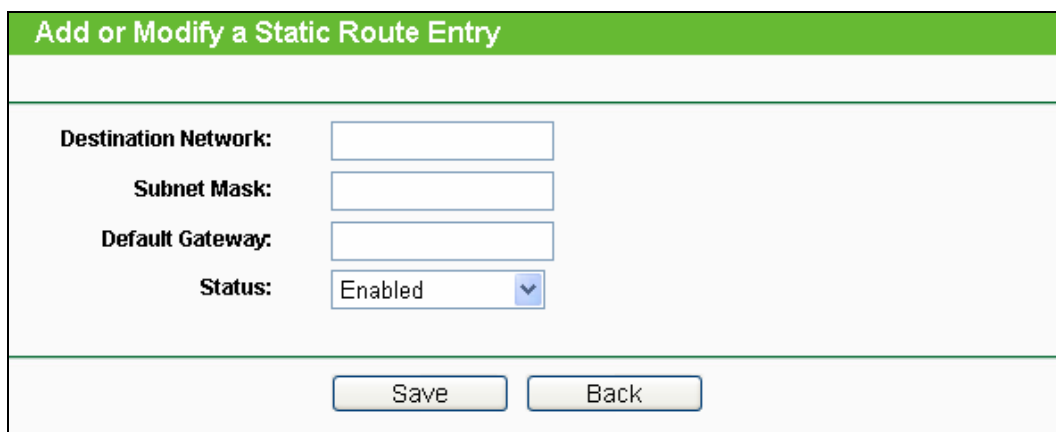 Add or Modify a Static Route Entry
Destination Network:
Subnet Mask:
Default Gateway:
Status: Enabled
Save Back